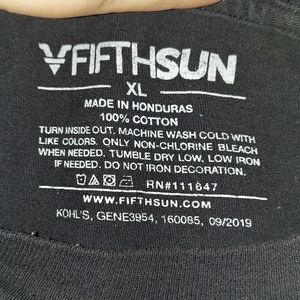 FIFTHSUN
XL
MADE IN HONDURAS
100% COTTON
TURN INSIDE OUT. MACHINE WASH COLD WITH
LIKE COLORS. ONLY NON-CHLORINE BLEACH
WHEN NEEDED. TUMBLE DRY LOW. LOW IRON
IF NEEDED. DO NOT IRON DECORATION.
RN#111647
WWW.FIFTHSUN.COM
KOHL'S, GENE3954, 160085, 09/2019